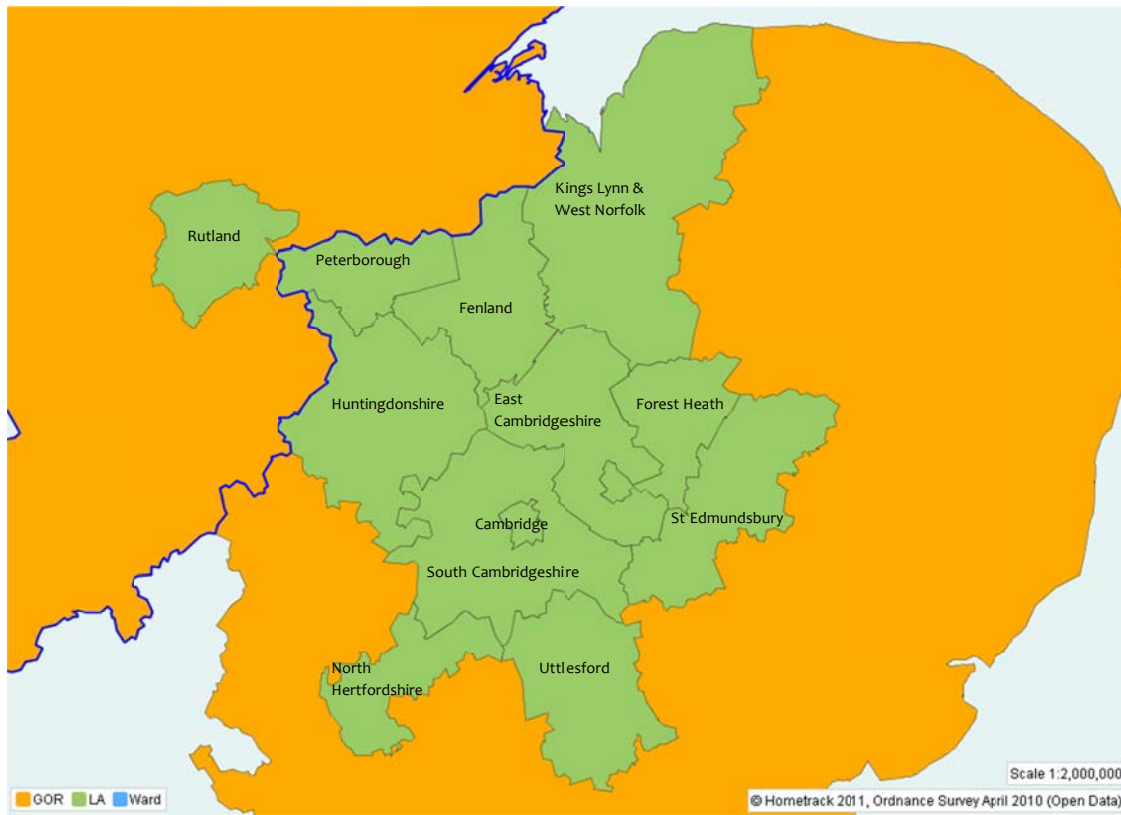 Kings Lynn &
West Norfolk
Rutland
Peterborough
Fenland
Huntingdonshire
East
Cambridgeshire
Forest Heath
Cambridge
St Edmundsbury
South Cambridgeshire
North
Hertfordshire
Uttlesford
Scale 1:2,000,000
GOR LA Ward
© Hometrack 2011, Ordnance Survey April 2010 (Open Data)